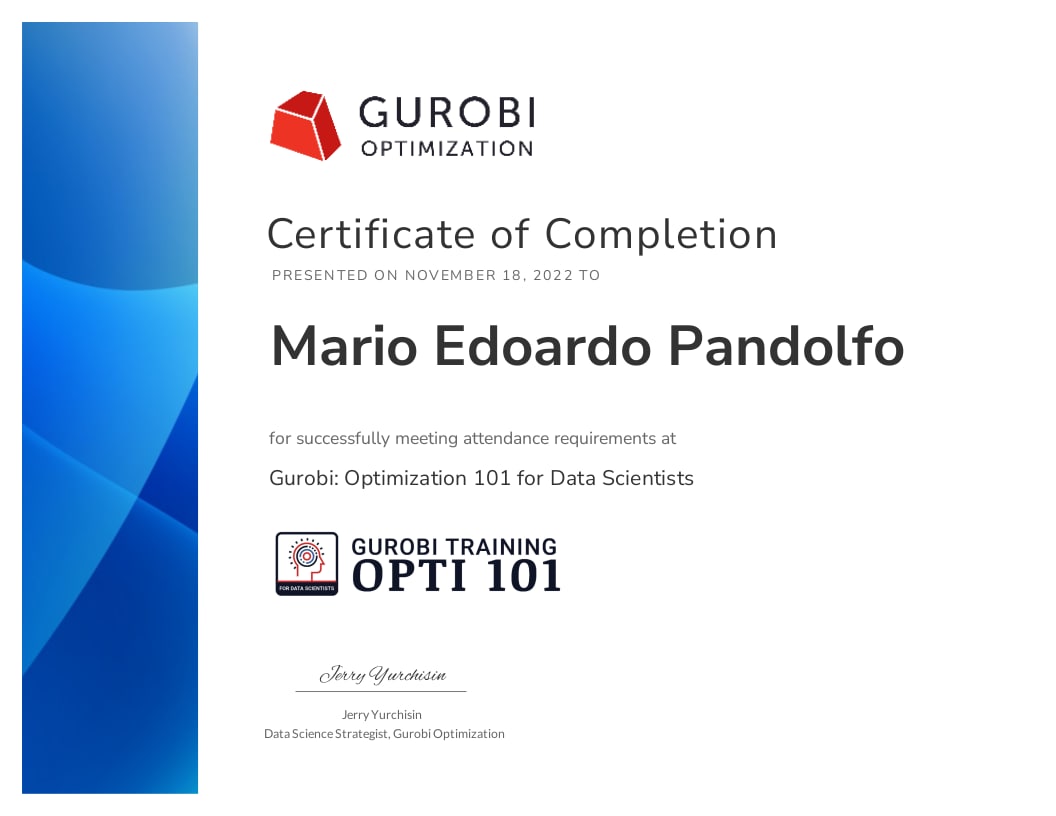 GUROBI
OPTIMIZATION
Certificate of Completion
PRESENTED ON NOVEMBER 18, 2022 TO
Mario Edoardo Pandolfo
for successfully meeting attendance requirements at
Gurobi: Optimization 101 for Data Scientists
GUROBI TRAINING
OPTI 101
FOR DATA SCIENTISTS
Jerry Yurchisin
Jerry Yurchisin
Data Science Strategist, Gurobi Optimization